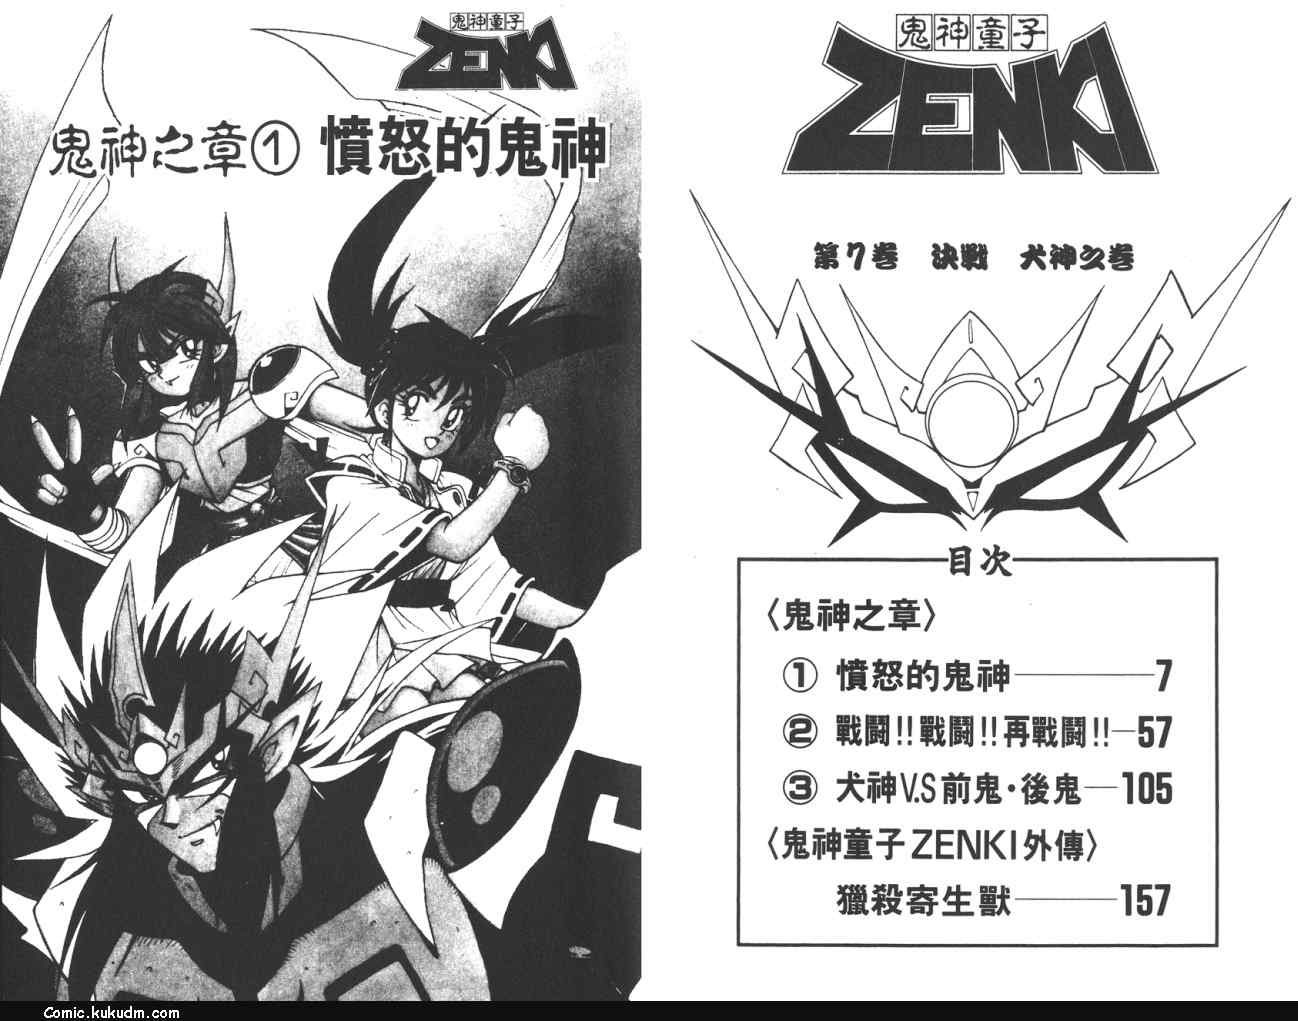 鬼神童子
ZENKI
鬼神之章① 憤怒的鬼神
鬼神童子
ZENKI
第7巻 決戦 犬神之巻
目次
〈鬼神之章〉
① 憤怒的鬼神——7
② 戰鬪!!戰鬪!!再戰鬪!!—57
③ 犬神V.S前鬼·後鬼—105
〈鬼神童子ZENKI外傳〉
獵殺寄生獸——157
Comic.kukudm.com